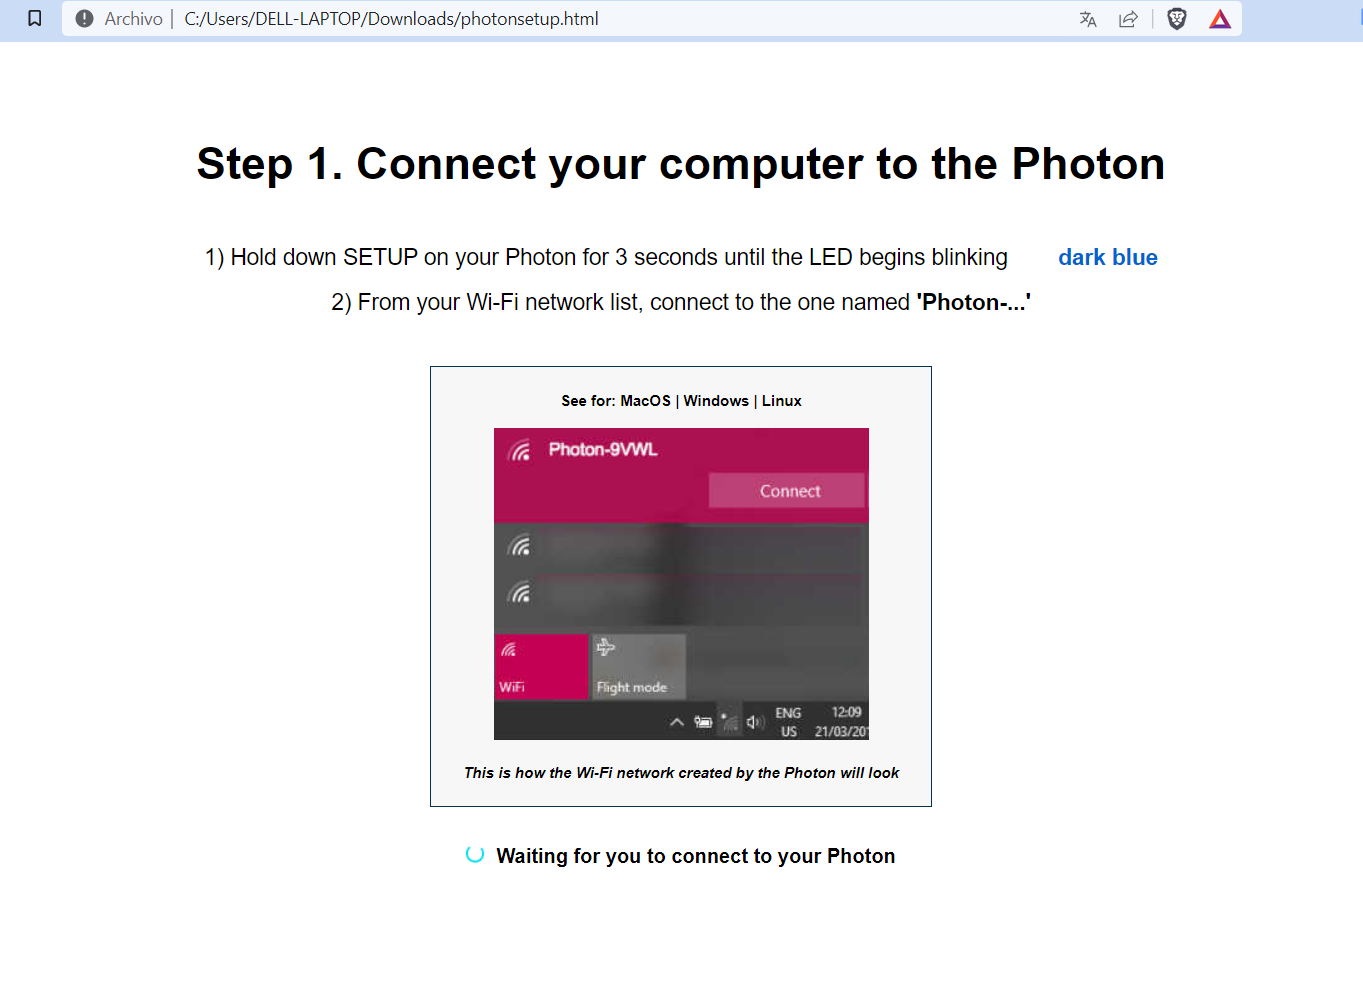 Archivo | C:/Users/DELL-LAPTOP/Downloads/photonsetup.html
Step 1. Connect your computer to the Photon
1) Hold down SETUP on your Photon for 3 seconds until the LED begins blinking dark blue
2) From your Wi-Fi network list, connect to the one named 'Photon-...'
See for: MacOS | Windows | Linux
Photon-9VWL
Connect
WiFi
Flight mode
ENG 12:09
US 21/03/20
This is how the Wi-Fi network created by the Photon will look
Waiting for you to connect to your Photon